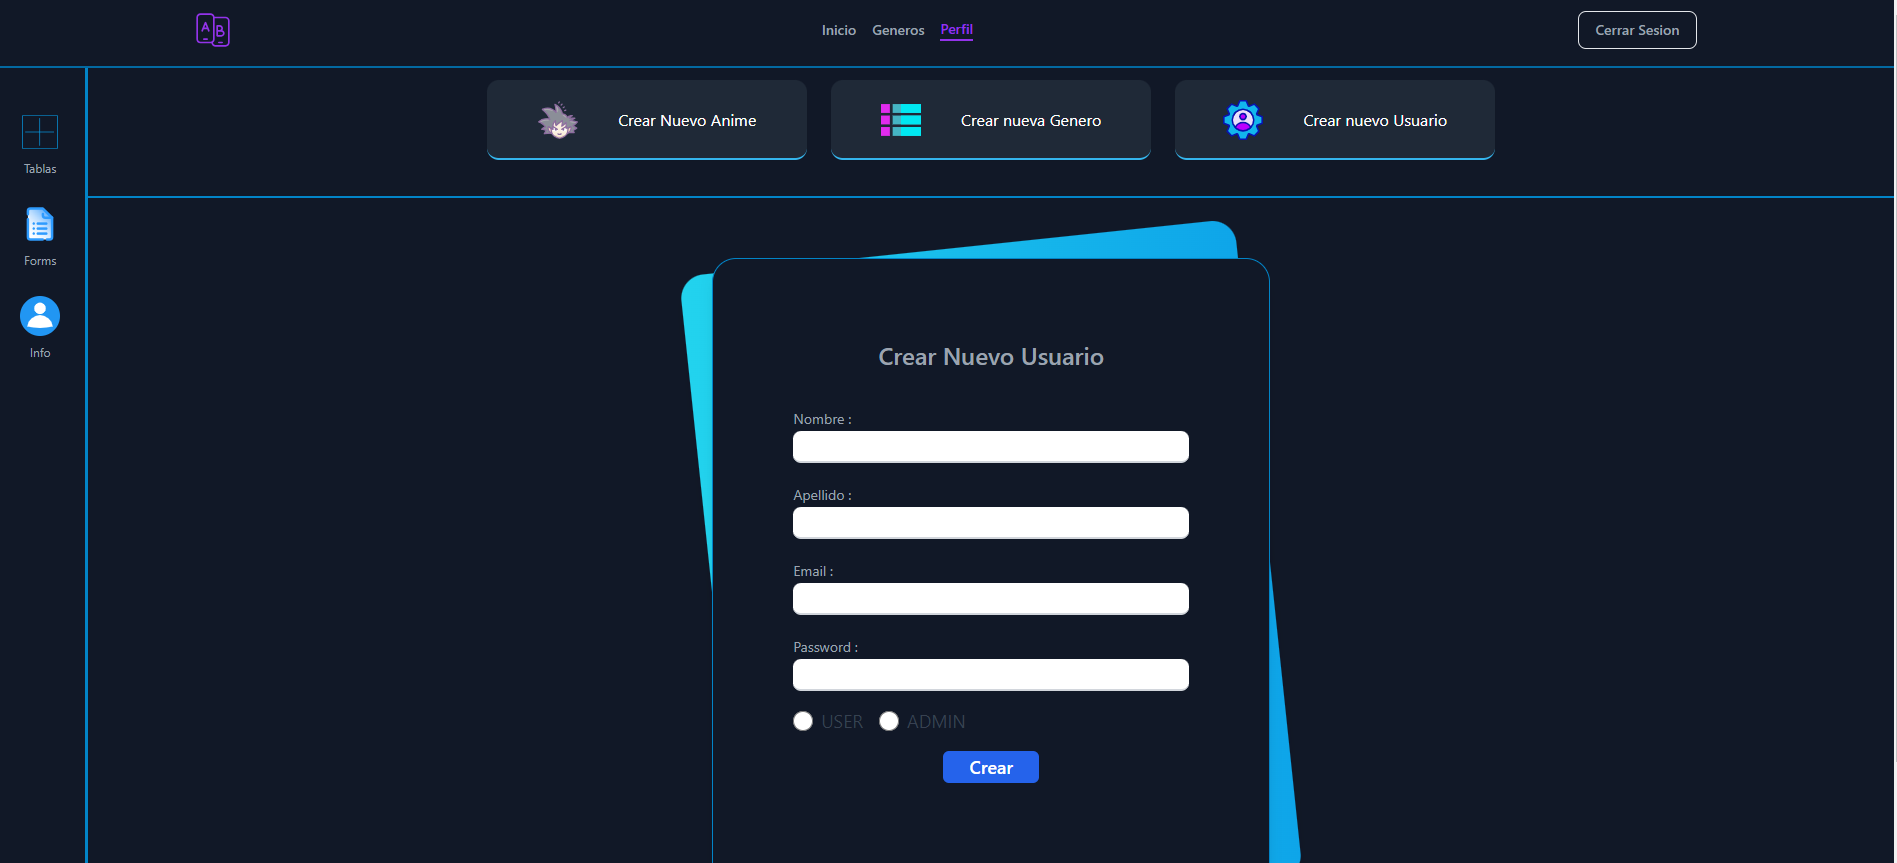 A B
Inicio Generos Perfil
Cerrar Sesion
Crear Nuevo Anime
Crear nueva Genero
Crear nuevo Usuario
Tablas
Forms
Info
Crear Nuevo Usuario
Nombre :
Apellido :
Email :
Password :
USER ADMIN
Crear